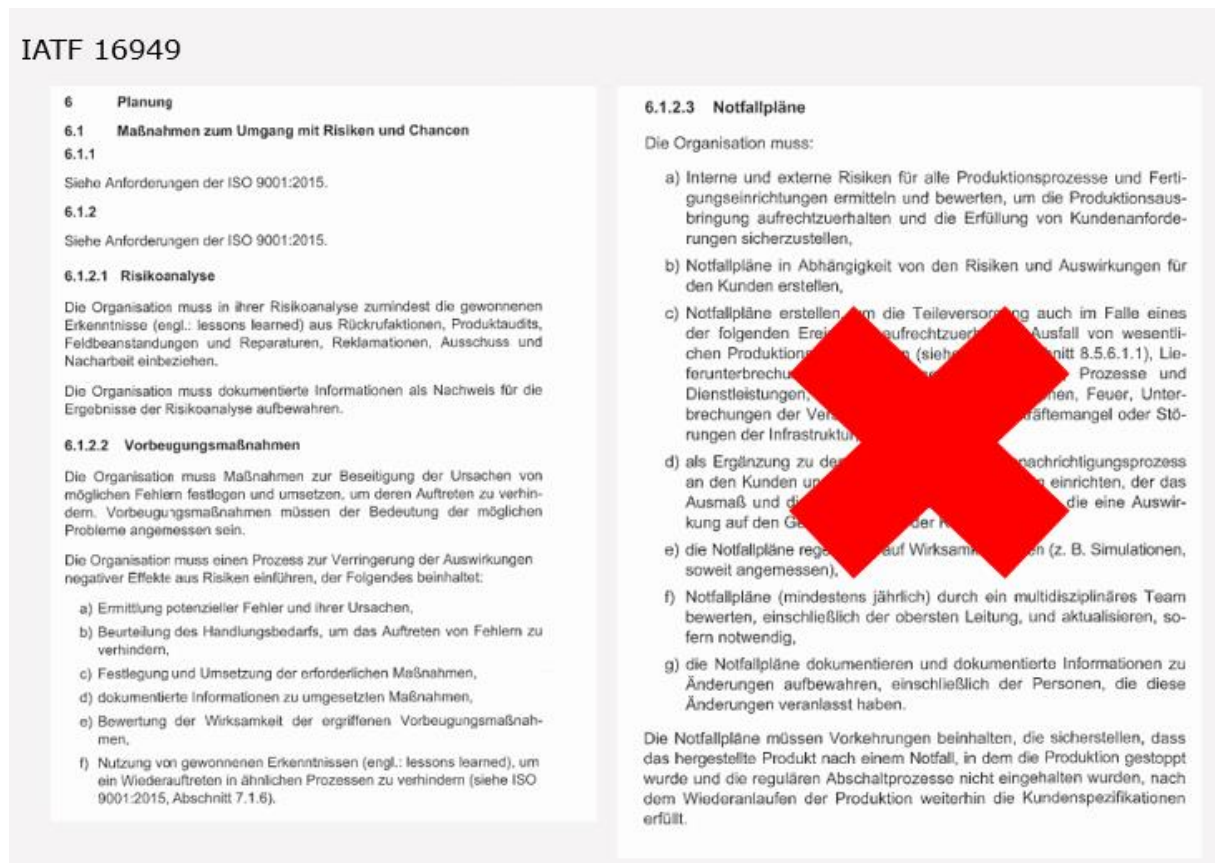 IATF 16949
6 Planung
6.1 Maßnahmen zum Umgang mit Risiken und Chancen
6.1.1
Siehe Anforderungen der ISO 9001:2015.
6.1.2
Siehe Anforderungen der ISO 9001:2015.
6.1.2.1 Risikoanalyse
Die Organisation muss in ihrer Risikoanalyse zumindest die gewonnenen
Erkenntnisse (engl.: lessons learned) aus Rückrufaktionen, Produktaudits,
Feldbeanstandungen und Reparaturen, Reklamationen, Ausschuss und
Nacharbeit einbeziehen.
Die Organisation muss dokumentierte Informationen als Nachweis für die
Ergebnisse der Risikoanalyse aufbewahren.
6.1.2.2 Vorbeugungsmaßnahmen
Die Organisation muss Maßnahmen zur Beseitigung der Ursachen von
möglichen Fehlern festlegen und umsetzen, um deren Auftreten zu verhin-
dern. Vorbeugungsmaßnahmen müssen der Bedeutung der möglichen
Probleme angemessen sein.
Die Organisation muss einen Prozess zur Verringerung der Auswirkungen
negativer Effekte aus Risiken einführen, der Folgendes beinhaltet:
a) Ermittlung potenzieller Fehler und ihrer Ursachen,
b) Beurteilung des Handlungsbedarfs, um das Auftreten von Fehlern zu
verhindern,
c) Festlegung und Umsetzung der erforderlichen Maßnahmen,
d) dokumentierte Informationen zu umgesetzten Maßnahmen,
e) Bewertung der Wirksamkeit der ergriffenen Vorbeugungsmaßnah-
men,
f) Nutzung von gewonnenen Erkenntnissen (engl.: lessons learned), um
ein Wiederauftreten in ähnlichen Prozessen zu verhindern (siehe ISO
9001:2015, Abschnitt 7.1.6).
6.1.2.3 Notfallpläne
Die Organisation muss:
a) Interne und externe Risiken für alle Produktionsprozesse und Ferti-
gungseinrichtungen ermitteln und bewerten, um die Produktionsaus-
bringung aufrechtzuerhalten und die Erfüllung von Kundenanforde-
rungen sicherzustellen,
b) Notfallpläne in Abhängigkeit von den Risiken und Auswirkungen für
den Kunden erstellen,
c) Notfallpläne erstellen, um die Teileversorgung auch im Falle eines
der folgenden aufrechtzuerh Ausfall von wesentli-
chen Produktions (siehe nitt 8.5.6.1.1), Lie-
ferunterbrechu Prozesse und
Dienstleistungen, nen, Feuer, Unter-
brechungen der kräftemangel oder Stö-
rungen der Infrastruktur
d) als Ergänzung zu nachrichtigungsprozess
an den Kunden einrichten, der das
Ausmaß und die eine Auswir-
kung auf den der
e) die Notfallpläne auf (z. B. Simulationen,
soweit angemessen),
f) Notfallpläne (mindestens jährlich) durch ein multidisziplinäres Team
bewerten, einschließlich der obersten Leitung, und aktualisieren, so-
fern notwendig,
g) die Notfallpläne dokumentieren und dokumentierte Informationen zu
Änderungen aufbewahren, einschließlich der Personen, die diese
Änderungen veranlasst haben.
Die Notfallpläne müssen Vorkehrungen beinhalten, die sicherstellen, dass
das hergestellte Produkt nach einem Notfall, in dem die Produktion gestoppt
wurde und die regulären Abschaltprozesse nicht eingehalten wurden, nach
dem Wiederanlaufen der Produktion weiterhin die Kundenspezifikationen
erfüllt.